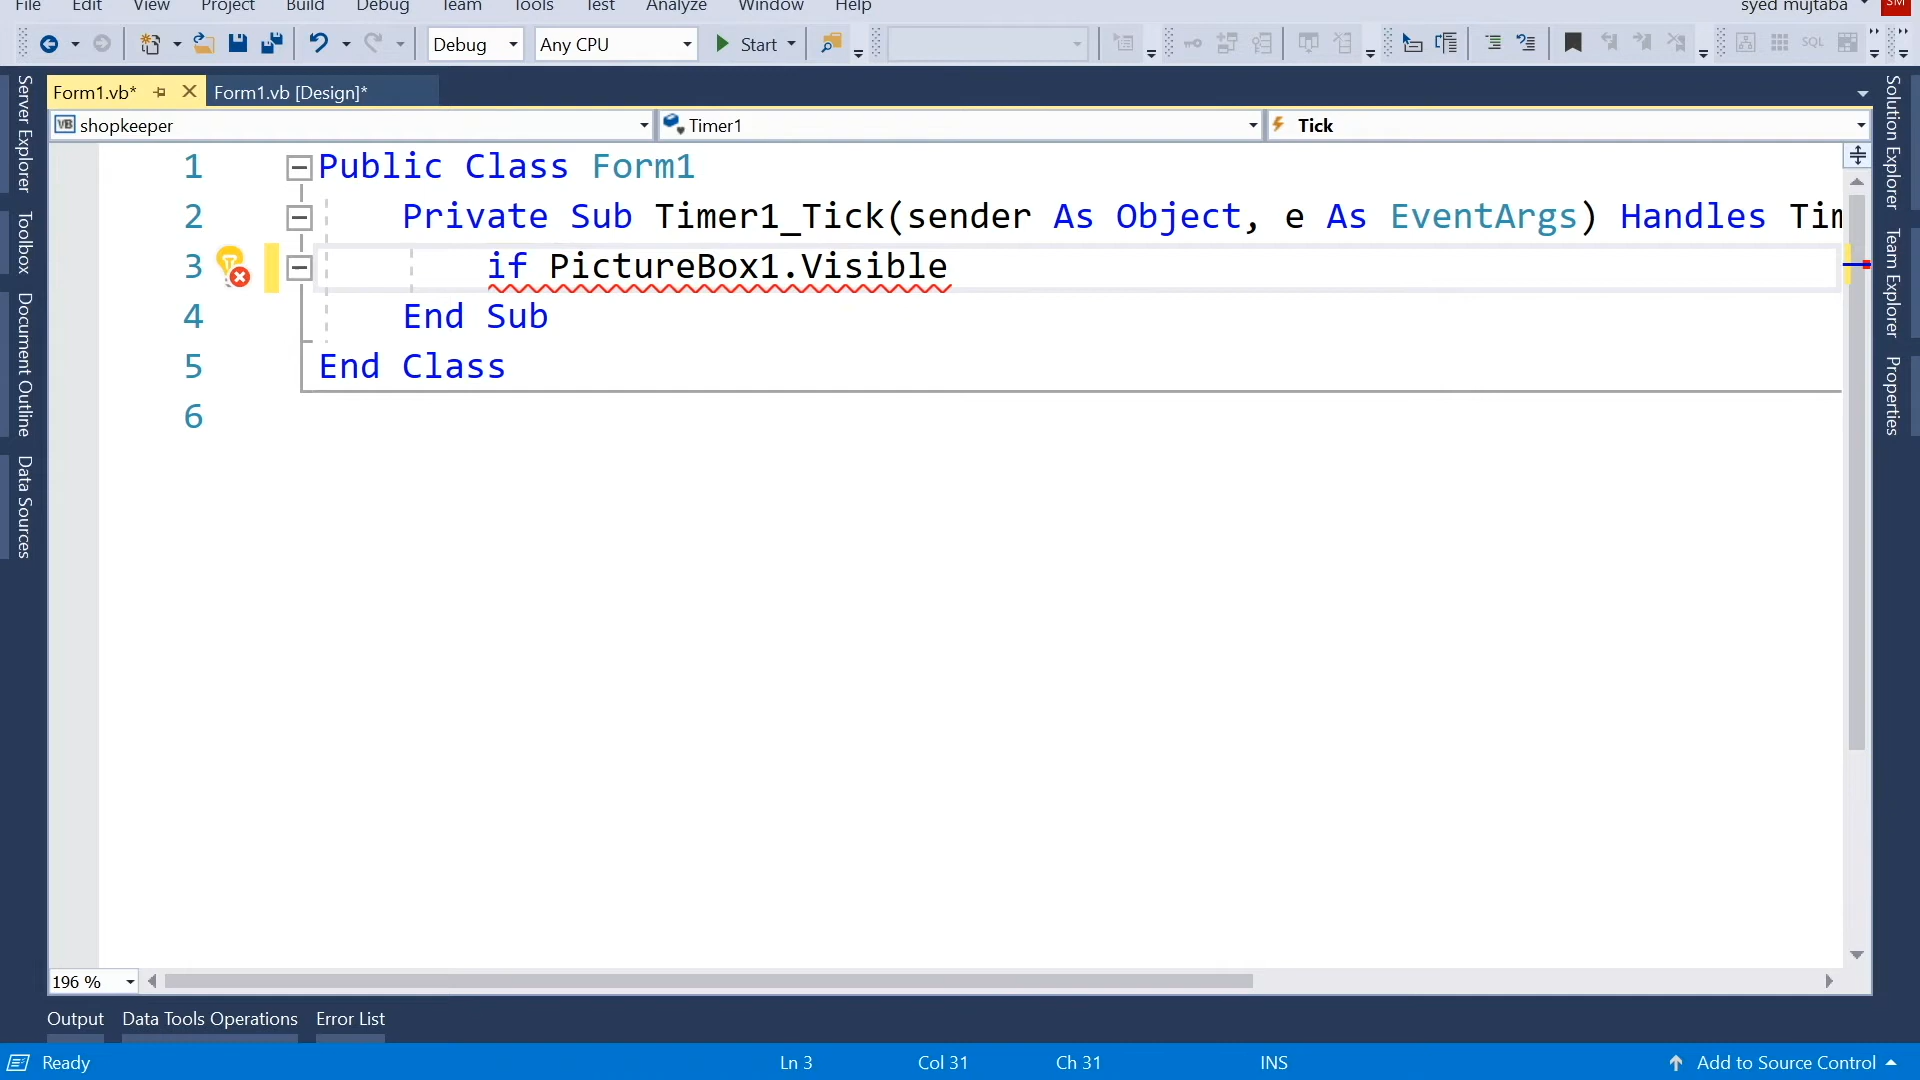 File Edit View Project Build Debug Team Tools Test Analyze Window Help syed mujtaba SM
Debug Any CPU Start SQL
Form1.vb* Form1.vb [Design]*
shopkeeper Timer1 Tick
1 Public Class Form1
2 Private Sub Timer1_Tick(sender As Object, e As EventArgs) Handles Tim
3 if PictureBox1.Visible
4 End Sub
5 End Class
6
Server Explorer
Toolbox
Document Outline
Data Sources
Solution Explorer
Team Explorer
Properties
196 %
Output Data Tools Operations Error List
Ready Ln 3 Col 31 Ch 31 INS Add to Source Control